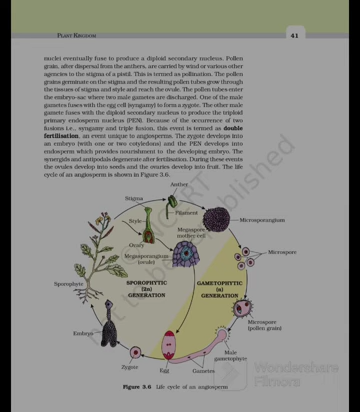 PLANT KINGDOM
41
nuclei eventually fuse to produce a diploid secondary nucleus. Pollen
grain, after dispersal from the anthers, are carried by wind or various other
agencies to the stigma of a pistil. This is termed as pollination. The pollen
grains germinate on the stigma and the resulting pollen tubes grow through
the tissues of stigma and style and reach the ovule. The pollen tubes enter
the embryo-sac where two male gametes are discharged. One of the male
gametes fuses with the egg cell (syngamy) to form a zygote. The other male
gamete fuses with the diploid secondary nucleus to produce the triploid
primary endosperm nucleus (PEN). Because of the occurrence of two
fusions i.e., syngamy and triple fusion, this event is termed as double
fertilisation, an event unique to angiosperms. The zygote develops into
an embryo (with one or two cotyledons) and the PEN develops into
endosperm which provides nourishment to the developing embryo. The
synergids and antipodals degenerate after fertilisation. During these events
the ovules develop into seeds and the ovaries develop into fruit. The life
cycle of an angiosperm is shown in Figure 3.6.
Anther
Stigma
Filament
Style
Microsporangium
Megaspore
mother cell
Ovary
Megasporangium
(ovule)
Microspore
Sporophyte
SPOROPHYTIC
(2n)
GENERATION
GAMETOPHYTIC
(n)
GENERATION
Microspore
(pollen grain)
Embryo
Male
gametophyte
Zygote
Egg
Gametes
Figure 3.6 Life cycle of an angiosperm
Wondershare
Filmora
© NCERT
not to be republished